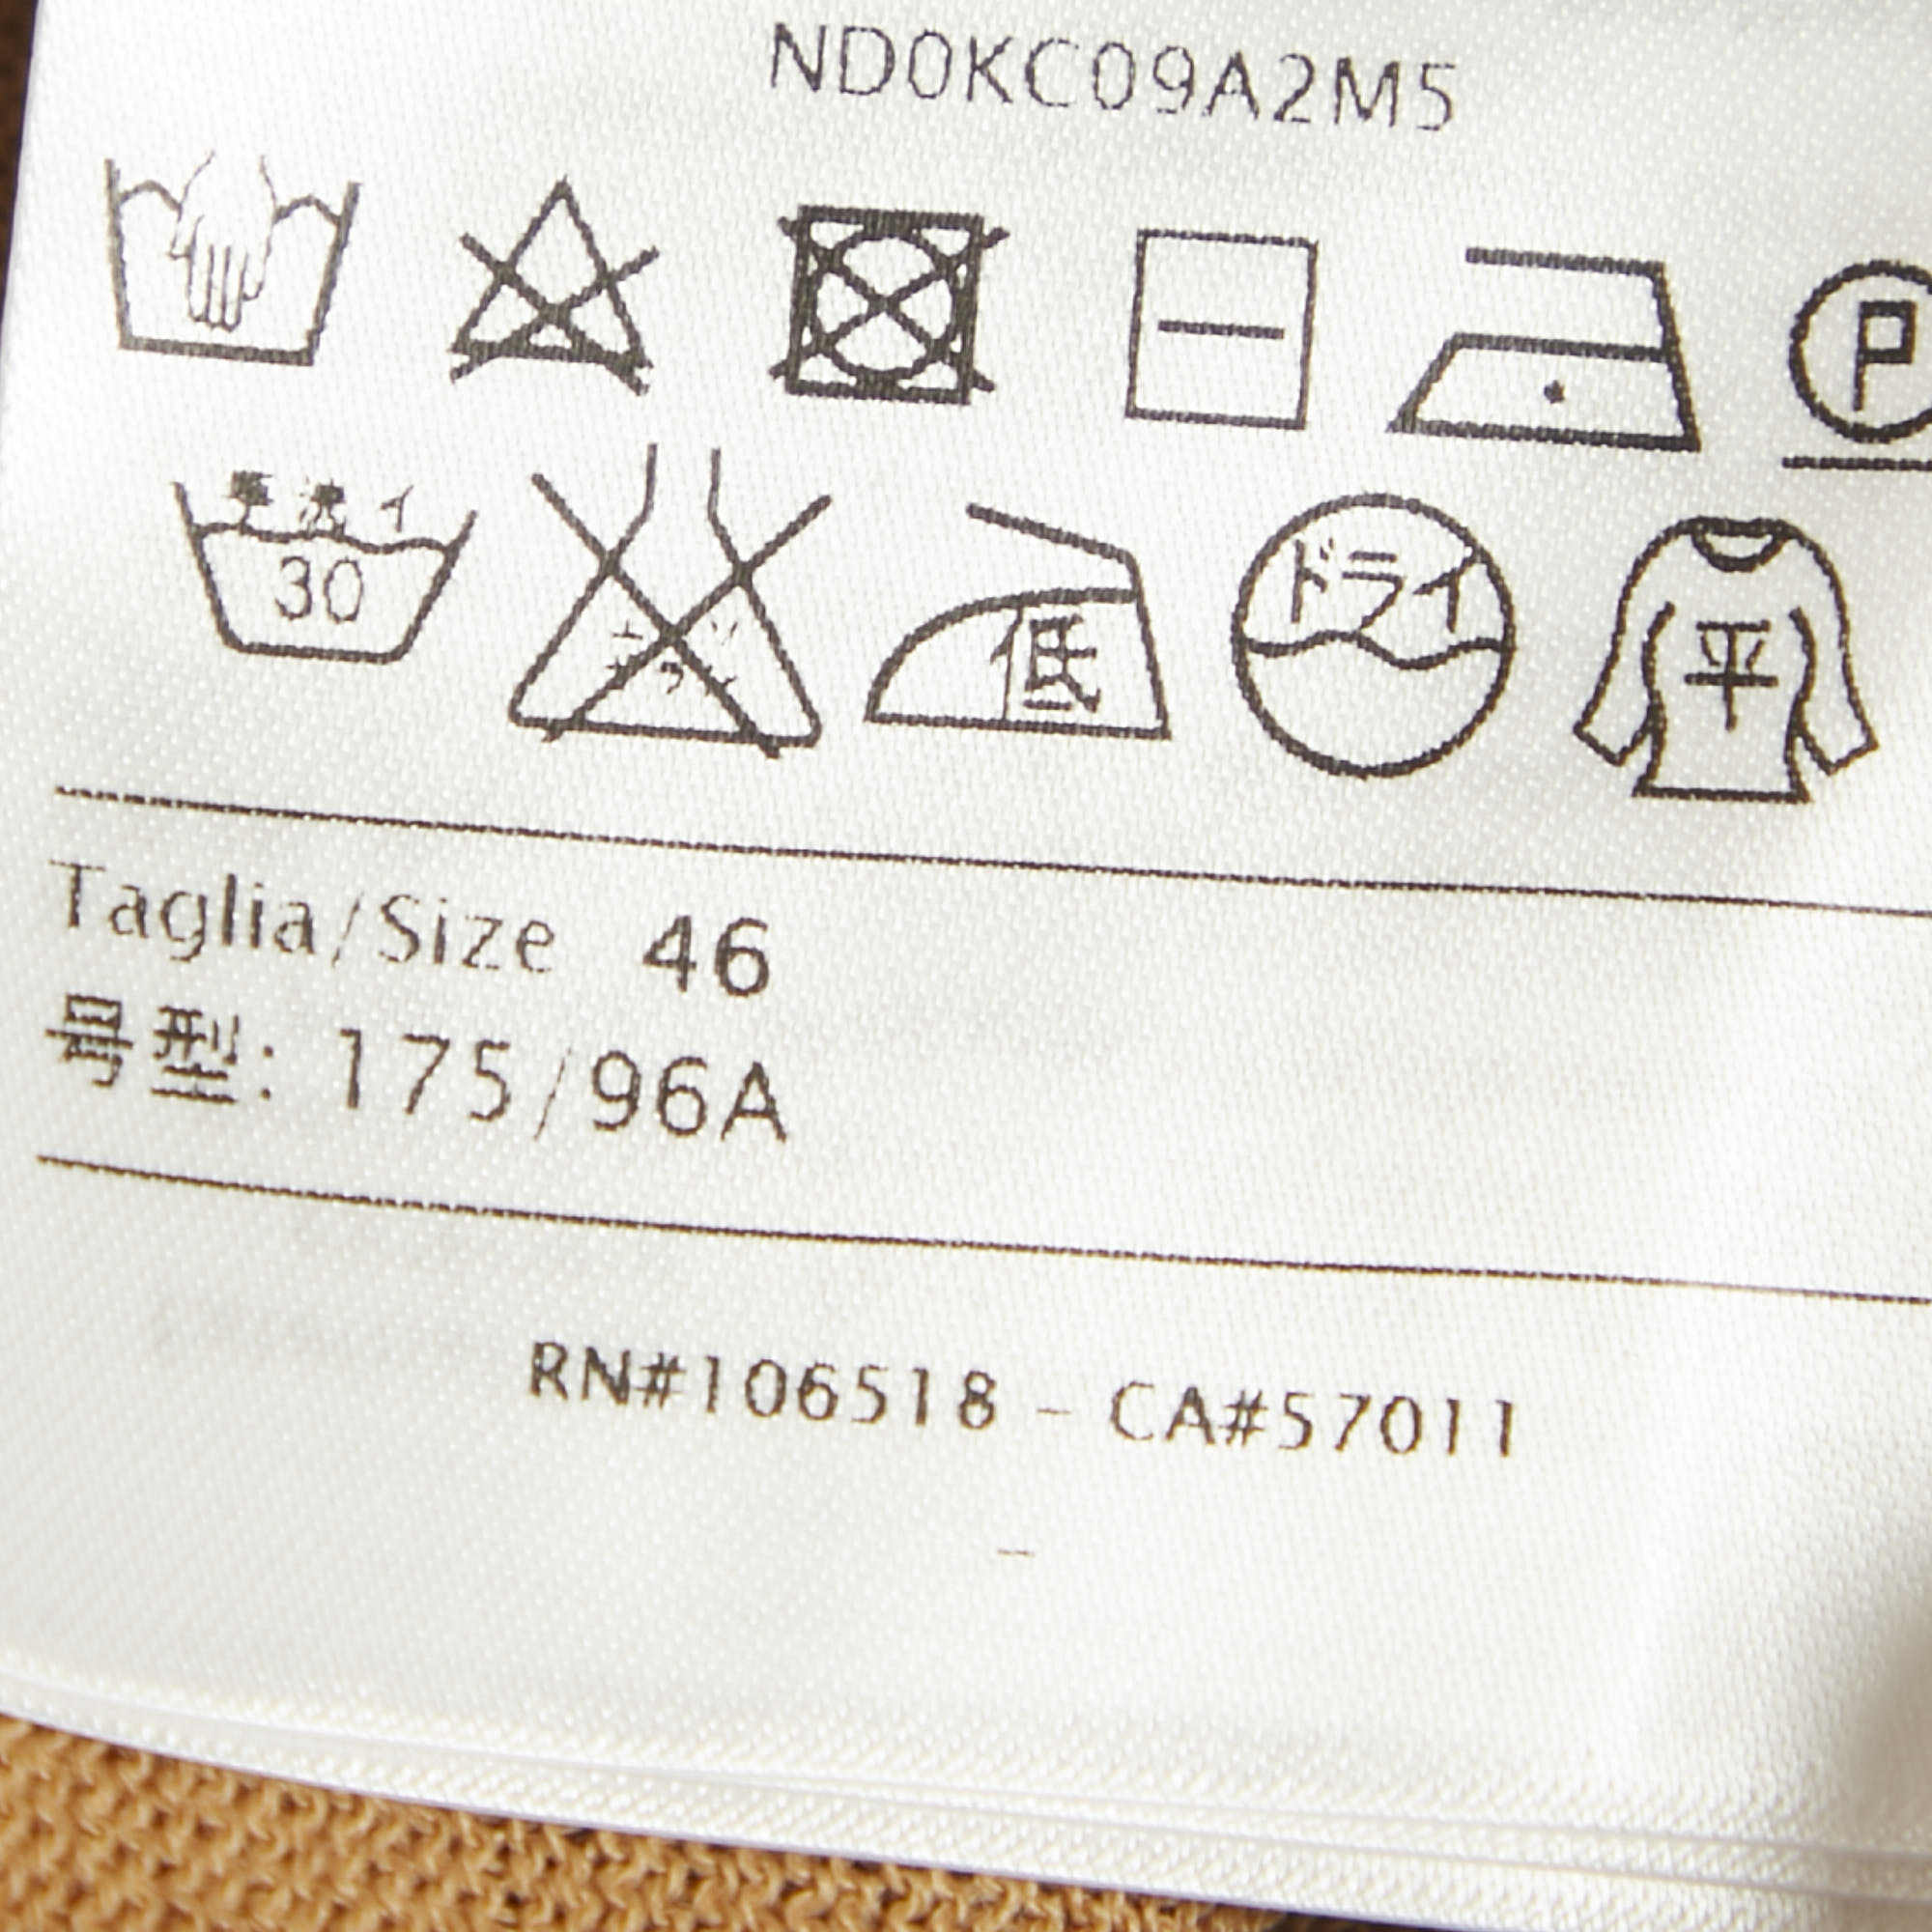 ND0KC09A2M5
P
手洗イ
30
低
ドライ
平
Taglia/Size 46
号型: 175/96A
RN#106518 - CA#57011
-